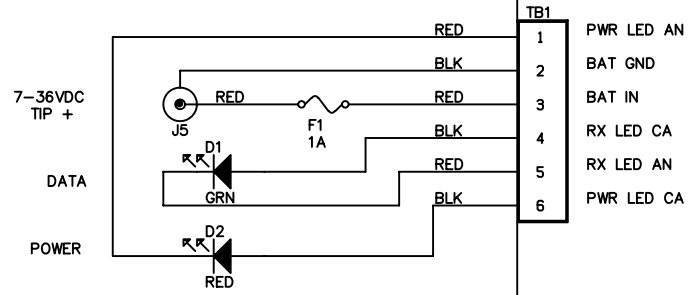 TB1
RED 1 PWR LED AN
BLK 2 BAT GND
7-36VDC
TIP +
RED RED 3 BAT IN
J5
F1
1A
BLK 4 RX LED CA
D1
RED 5 RX LED AN
DATA
GRN
BLK 6 PWR LED CA
D2
POWER
RED